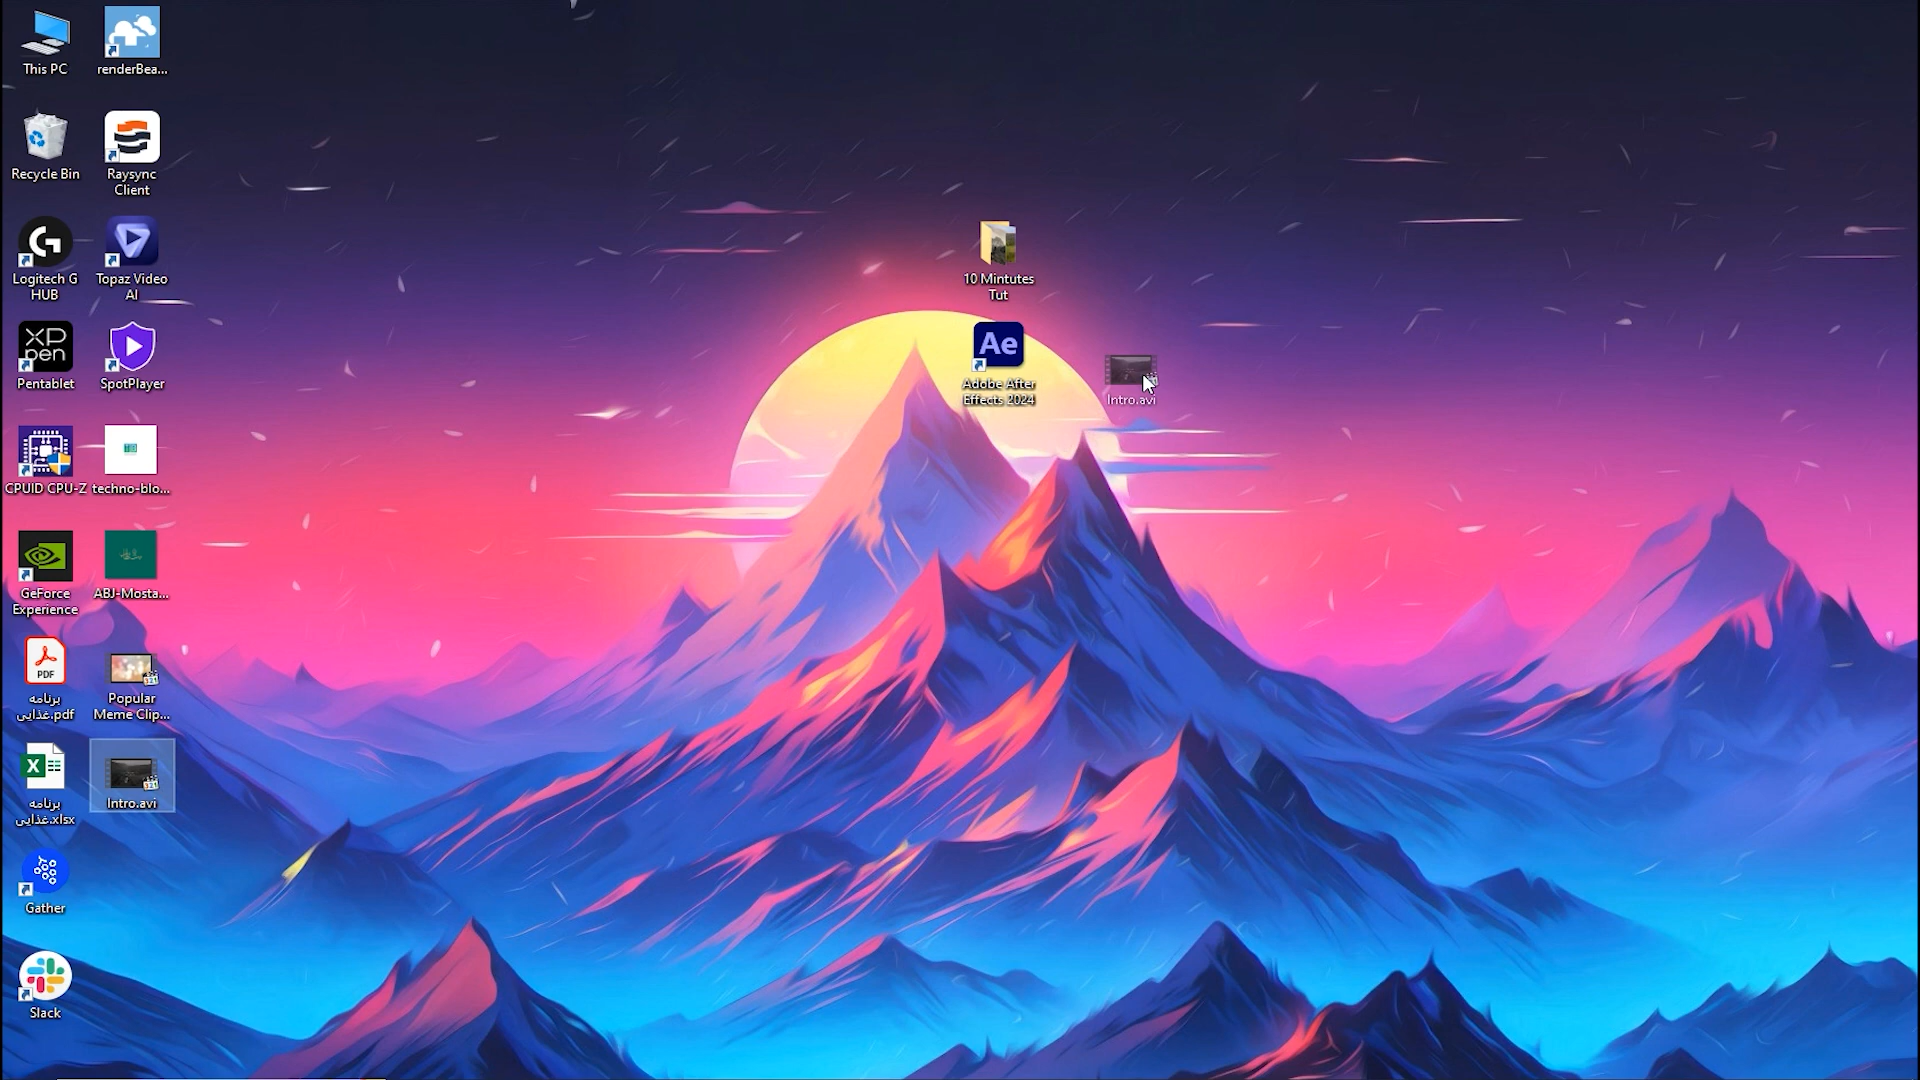 This PC
renderBea...
Recycle Bin
Raysync
Client
Logitech G
HUB
Topaz Video
AI
XP
pen
Pentablet
SpotPlayer
CPUID CPU-Z
techno-blo...
GeForce
Experience
ABJ-Mosta...
PDF
برنامه
غذایی.pdf
Popular
Meme Clip...
321
X
برنامه
غذایی.xlsx
321
Intro.avi
Gather
Slack
10 Mintutes
Tut
Ae
Adobe After
Effects 2024
Intro.avi